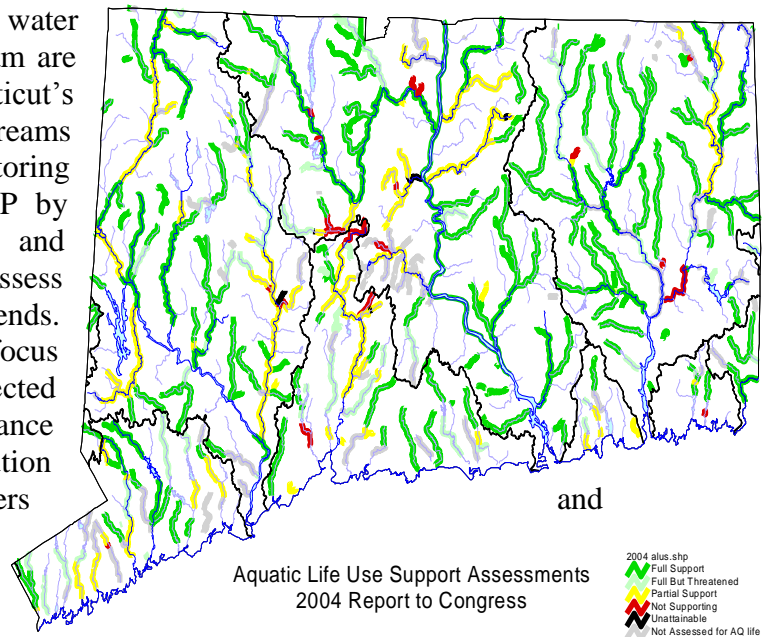 water
am are
ticut's
reams
toring
P by
and
ssess
ends.
focus
ected
ance
ation
ers and
Aquatic Life Use Support Assessments
2004 Report to Congress
2004 alus.shp
Full Support
Full But Threatened
Partial Support
Not Supporting
Unattainable
Not Assessed for AQ life